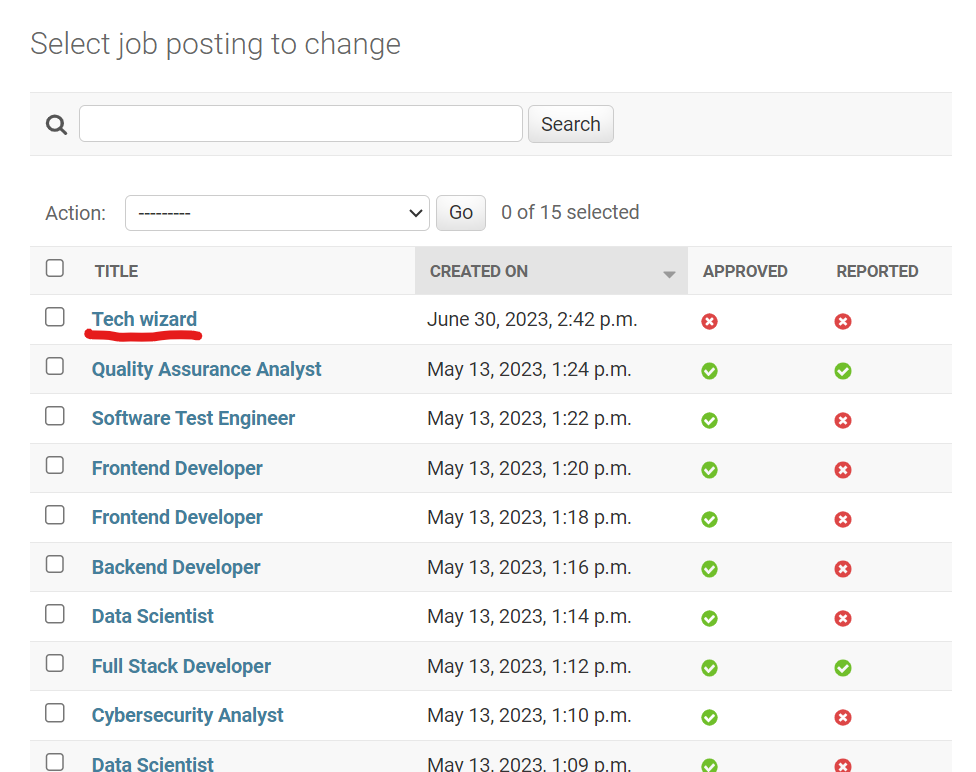 Select job posting to change
Search
Action: --------- Go 0 of 15 selected
TITLE CREATED ON APPROVED REPORTED
Tech wizard June 30, 2023, 2:42 p.m.
Quality Assurance Analyst May 13, 2023, 1:24 p.m.
Software Test Engineer May 13, 2023, 1:22 p.m.
Frontend Developer May 13, 2023, 1:20 p.m.
Frontend Developer May 13, 2023, 1:18 p.m.
Backend Developer May 13, 2023, 1:16 p.m.
Data Scientist May 13, 2023, 1:14 p.m.
Full Stack Developer May 13, 2023, 1:12 p.m.
Cybersecurity Analyst May 13, 2023, 1:10 p.m.
Data Scientist May 13, 2023, 1:09 p.m.